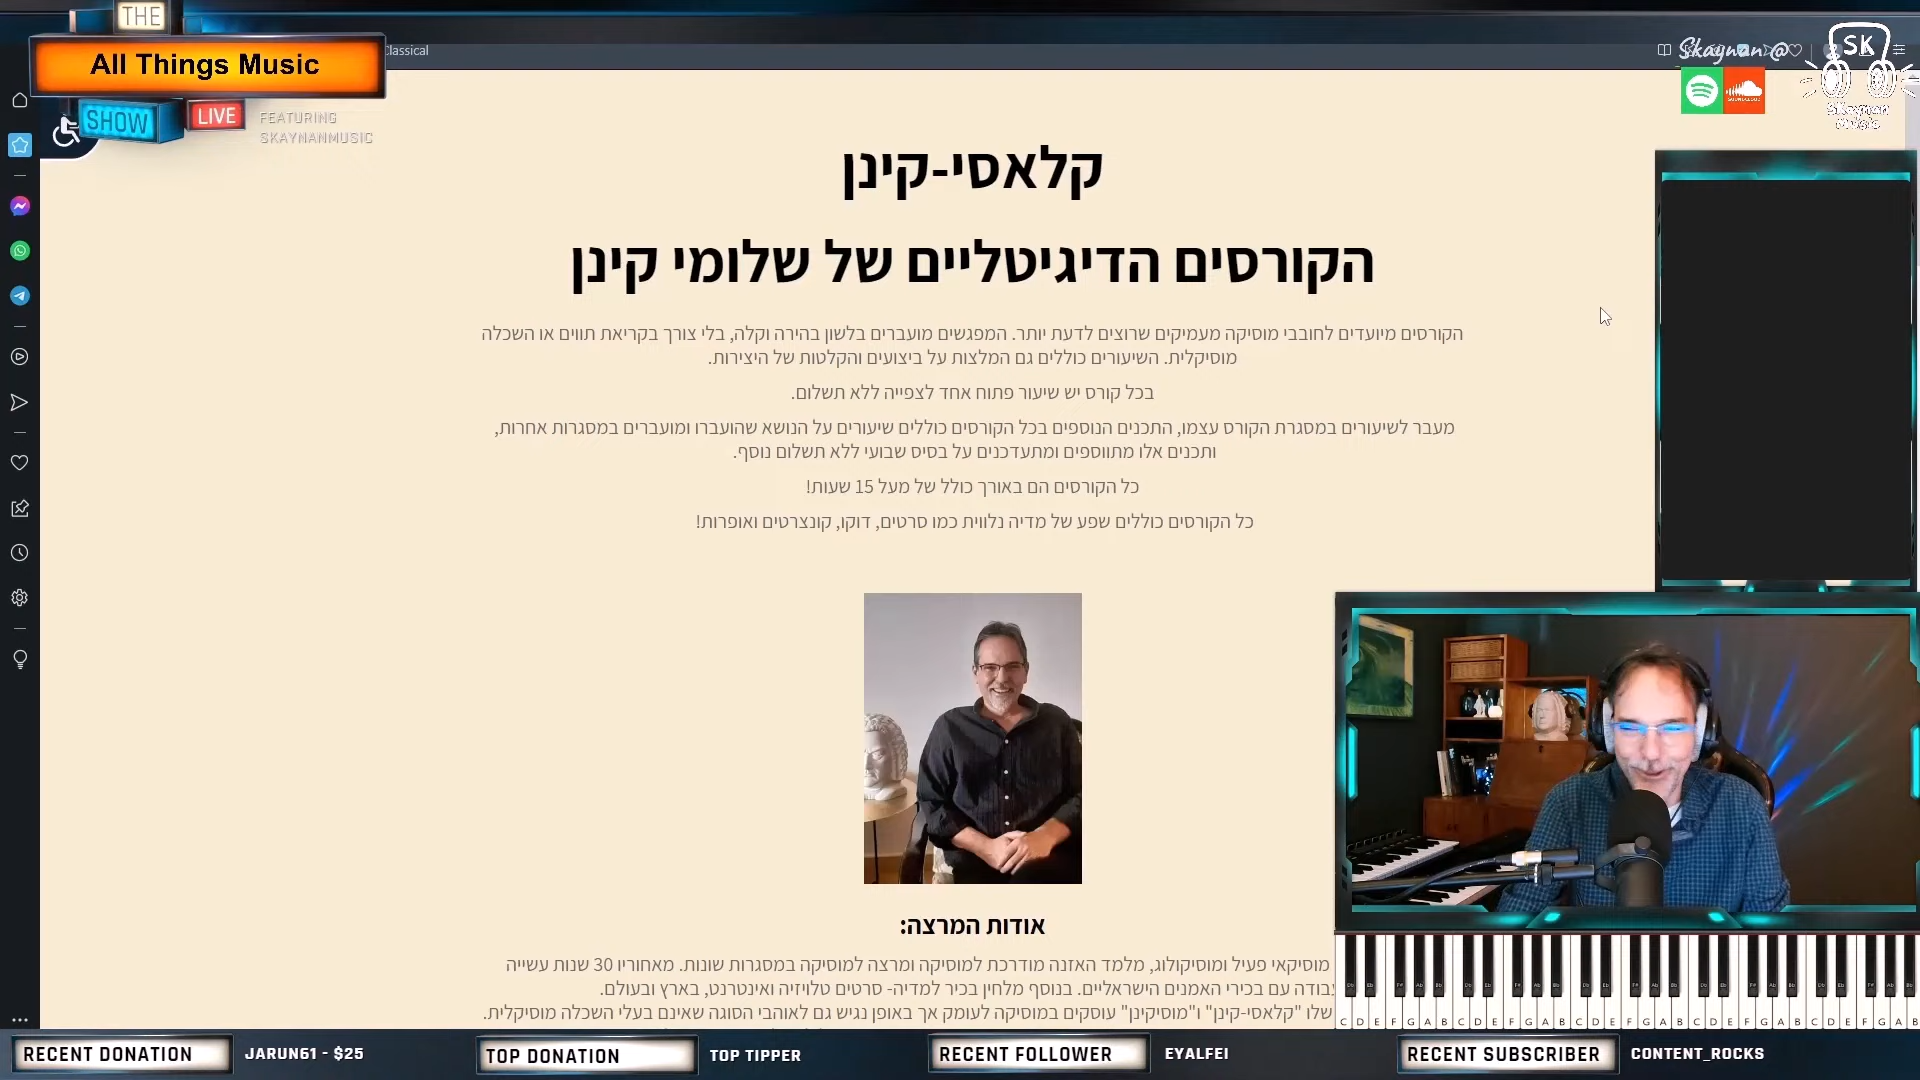 THE
All Things Music
SHOW
LIVE
FEATURING
SKAYNANMUSIC
Classical
Skaynan @
SK
Skaynan
Music
SOUNDCLOUD
קלאסי-קינן
הקורסים הדיגיטליים של שלומי קינן
הקורסים מיועדים לחובבי מוסיקה מעמיקים שרוצים לדעת יותר. המפגשים מועברים בלשון בהירה וקלה, בלי צורך בקריאת תווים או השכלה
מוסיקלית. השיעורים כוללים גם המלצות על ביצועים והקלטות של היצירות.
בכל קורס יש שיעור פתוח אחד לצפייה ללא תשלום.
מעבר לשיעורים במסגרת הקורס עצמו, התכנים הנוספים בכל הקורסים כוללים שיעורים על הנושא שהועברו ומועברים במסגרות אחרות,
ותכנים אלו מתווספים ומתעדכנים על בסיס שבועי ללא תשלום נוסף.
כל הקורסים הם באורך כולל של מעל 15 שעות!
כל הקורסים כוללים שפע של מדיה נלווית כמו סרטים, דוקו, קונצרטים ואופרות!
אודות המרצה:
מוסיקאי פעיל ומוסיקולוג, מלמד האזנה מודרכת למוסיקה ומרצה למוסיקה במסגרות שונות. מאחוריו 30 שנות עשייה
עבודה עם בכירי האמנים הישראליים. בנוסף מלחין בכיר למדיה- סרטים טלויזיה ואינטרנט, בארץ ובעולם.
שלו "קלאסי-קינן" ו"מוסיקינן" עוסקים במוסיקה לעומק אך באופן נגיש גם לאוהבי הסוגה שאינם בעלי השכלה מוסיקלית.
C D E F G A B C D E F G A B C D E F G A B C D E F G A B C D E F G A B
RECENT DONATION
JARUN61 - $25
TOP DONATION
TOP TIPPER
RECENT FOLLOWER
EYALFEI
RECENT SUBSCRIBER
CONTENT_ROCKS